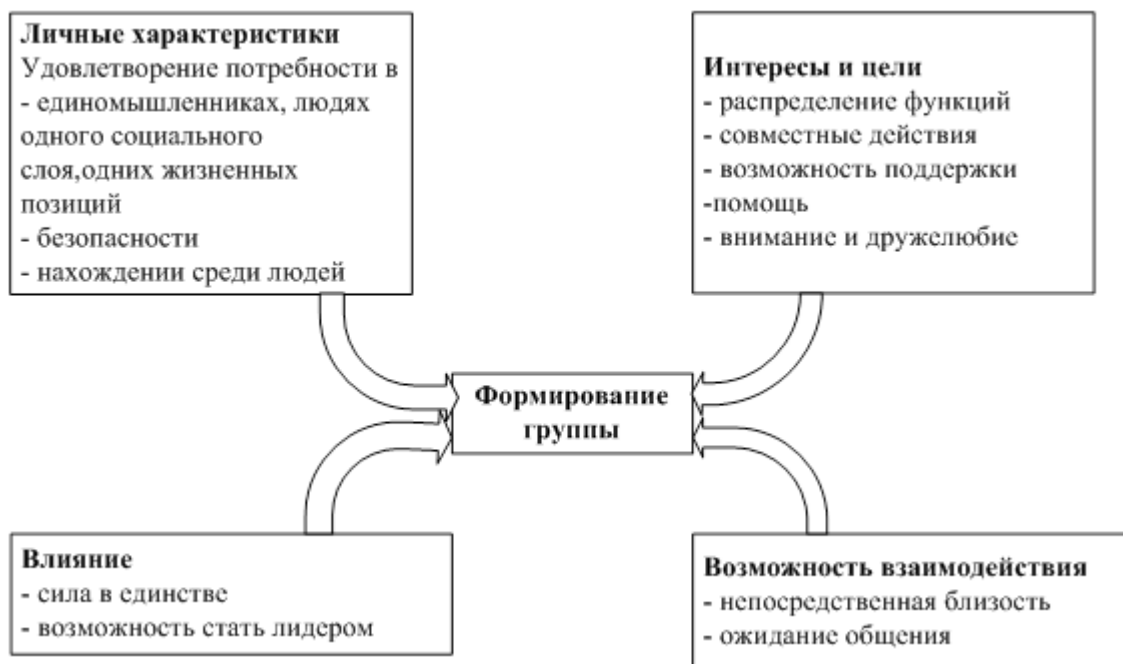 Личные характеристики
Удовлетворение потребности в
- единомышленниках, людях
одного социального
слоя,одних жизненных
позиций
- безопасности
- нахождении среди людей
Интересы и цели
- распределение функций
- совместные действия
- возможность поддержки
-помощь
- внимание и дружелюбие
Формирование
группы
Влияние
- сила в единстве
- возможность стать лидером
Возможность взаимодействия
- непосредственная близость
- ожидание общения